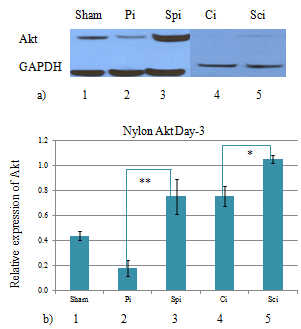 Sham Pi Spi Ci Sci
Akt
GAPDH
a) 1 2 3 4 5
Nylon Akt Day-3
Relative expression of Akt
1.2
1.0
0.8
0.6
0.4
0.2
0.0
**
*
Sham Pi Spi Ci Sci
b) 1 2 3 4 5